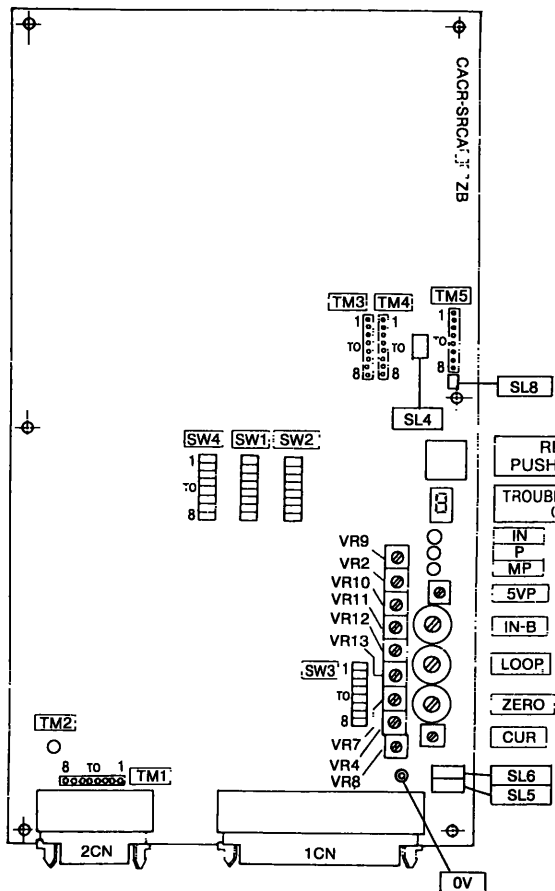 CACR-SRCA ZB
TM3 TM4 TM5
1 1 1
TO TO
8 8 8
SL8
SL4
SW4 SW1 SW2
1
TO
8
PUSH
IN
P
MP
5VP
IN-B
LOOP
ZERO
CUR
VR9
VR2
VR10
VR11
VR12
VR13
SW3
1
TO
8
VR7
VR4
VR8
TM2
8 TO 1
TM1
SL6
SL5
2CN
1CN
0V